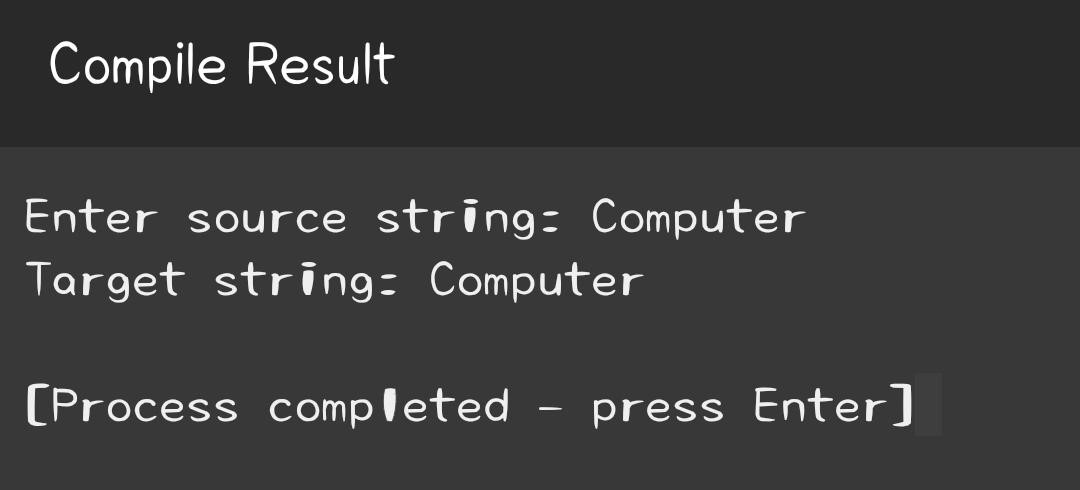 Compile Result
Enter source string: Computer
Target string: Computer
[Process completed - press Enter]